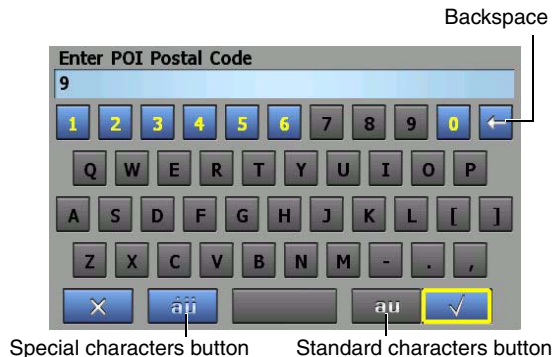 Backspace
Enter POI Postal Code
9
1 2 3 4 5 6 7 8 9 0 ←
Q W E R T Y U I O P
A S D F G H J K L [ ]
Z X C V B N M - . ,
X áü au √
Special characters button Standard characters button